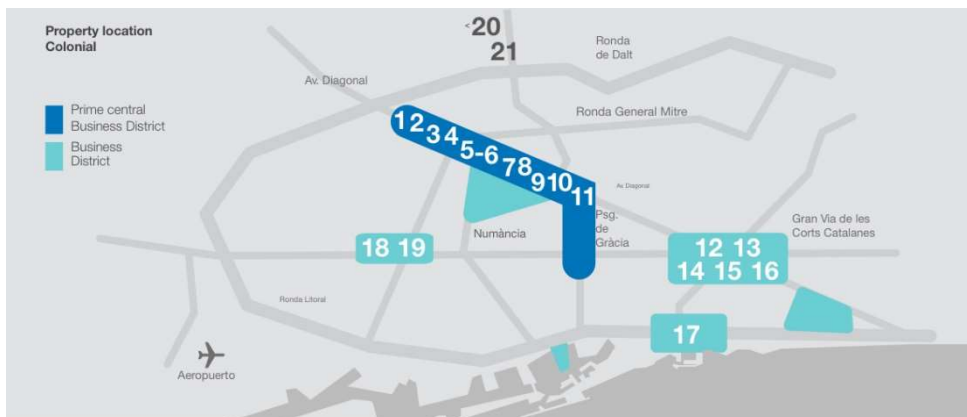 Property location
Colonial
Prime central
Business District
Business
District
<20
21
Ronda
de Dalt
Av. Diagonal
Ronda General Mitre
1 2 3 4 5-6 7 8 9 10 11
Av. Diagonal
Psg.
de
Gràcia
Numància
Gran Via de les
Corts Catalanes
18 19
12 13
14 15 16
Ronda Litoral
17
Aeropuerto